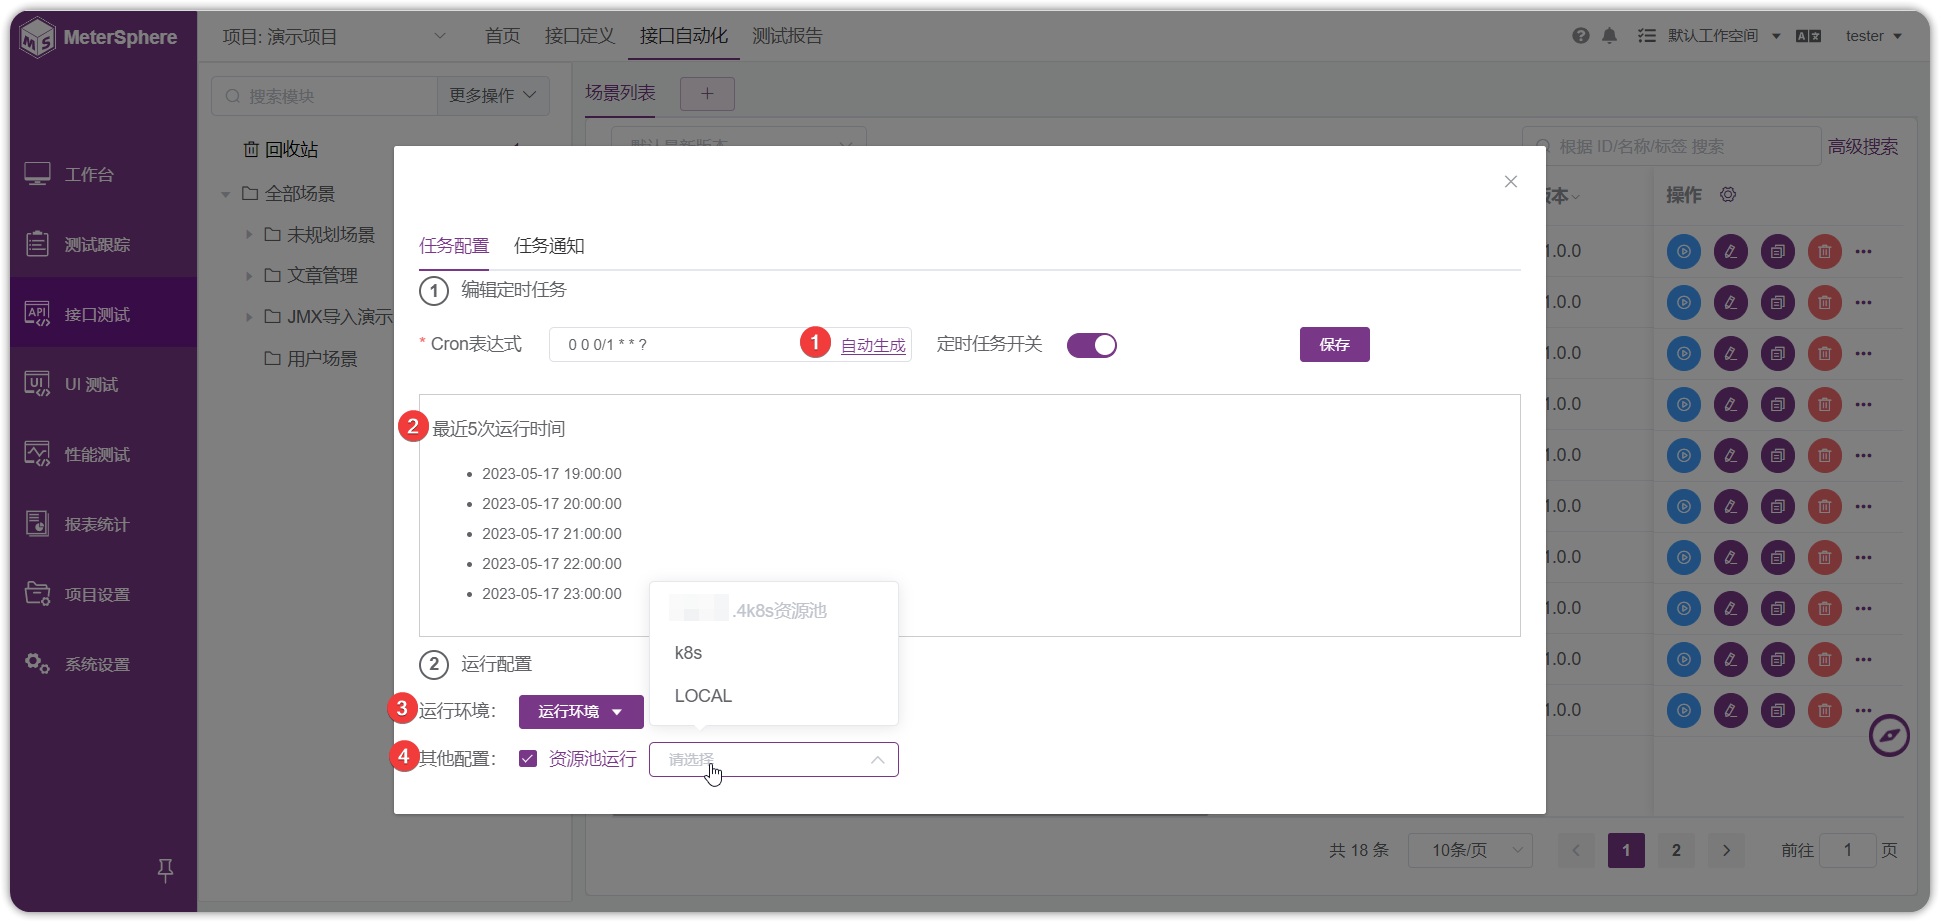 MeterSphere
项目: 演示项目
首页
接口定义
接口自动化
测试报告
默认工作空间
tester
搜索模块
更多操作
场景列表
+
回收站
默认最新版本
根据 ID/名称/标签 搜索
高级搜索
工作台
测试跟踪
接口测试
UI 测试
性能测试
报表统计
项目设置
系统设置
全部场景
未规划场景
文章管理
JMX导入演示
用户场景
版本
操作
1.0.0
1.0.0
1.0.0
1.0.0
1.0.0
1.0.0
1.0.0
1.0.0
1.0.0
1.0.0
任务配置
任务通知
1 编辑定时任务
* Cron表达式
0 0 0/1 * * ?
1
自动生成
定时任务开关
保存
2 最近5次运行时间
• 2023-05-17 19:00:00
• 2023-05-17 20:00:00
• 2023-05-17 21:00:00
• 2023-05-17 22:00:00
• 2023-05-17 23:00:00
.4k8s资源池
k8s
LOCAL
2 运行配置
3 运行环境:
运行环境
4 其他配置:
资源池运行
请选择
共 18 条
10条/页
1
2
前往
1
页